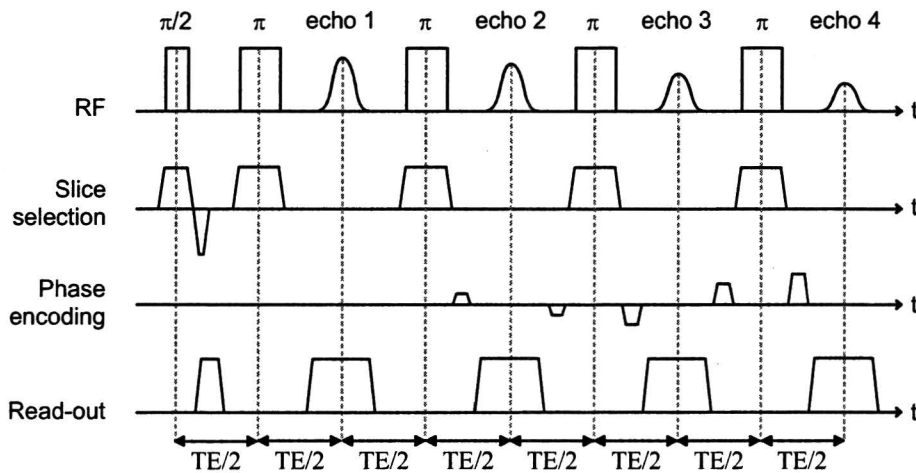 π/2 π echo 1 π echo 2 π echo 3 π echo 4
RF t
Slice
selection t
Phase
encoding t
Read-out t
TE/2 TE/2 TE/2 TE/2 TE/2 TE/2 TE/2 TE/2